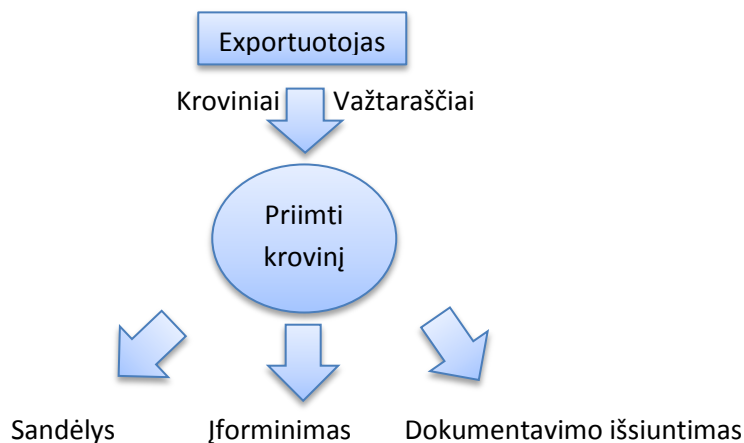 Exportuotojas
Kroviniai Važtaraščiai
Priimti
krovinį
Sandėlys Įforminimas Dokumentavimo išsiuntimas